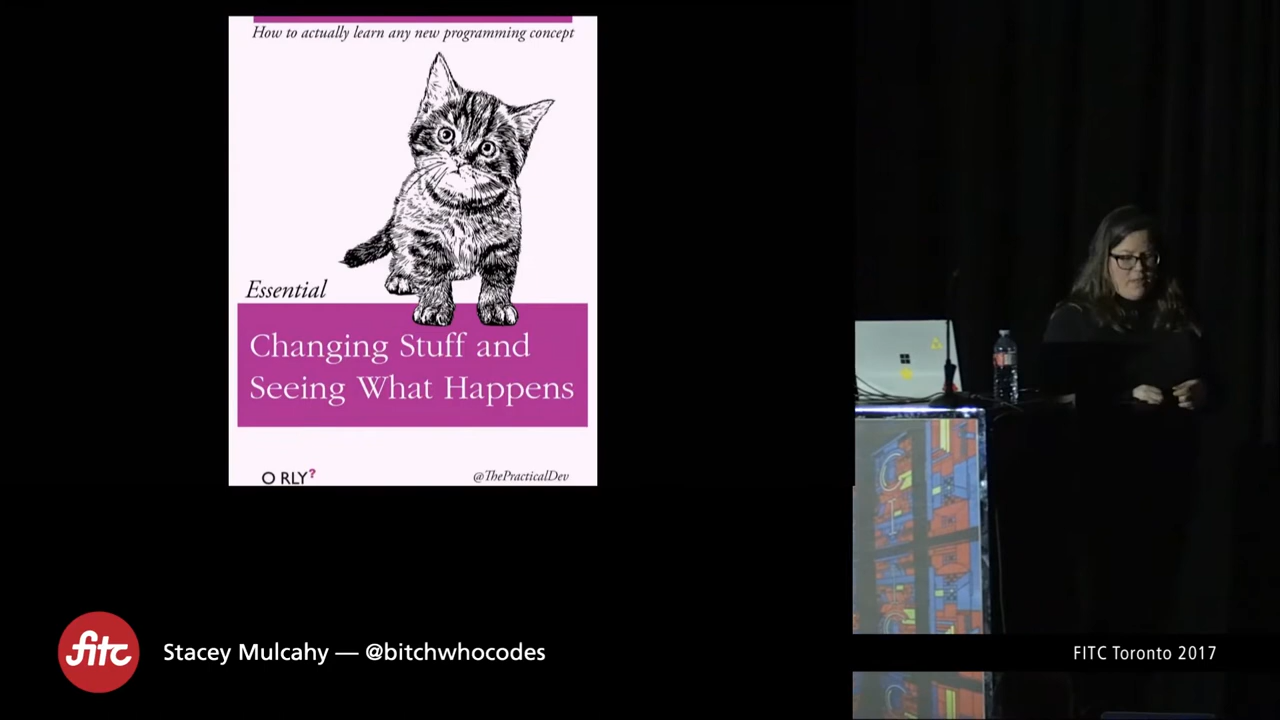 How to actually learn any new programming concept
Essential
Changing Stuff and
Seeing What Happens
O RLY?
@ThePracticalDev
fitc
Stacey Mulcahy — @bitchwhocodes
FITC Toronto 2017